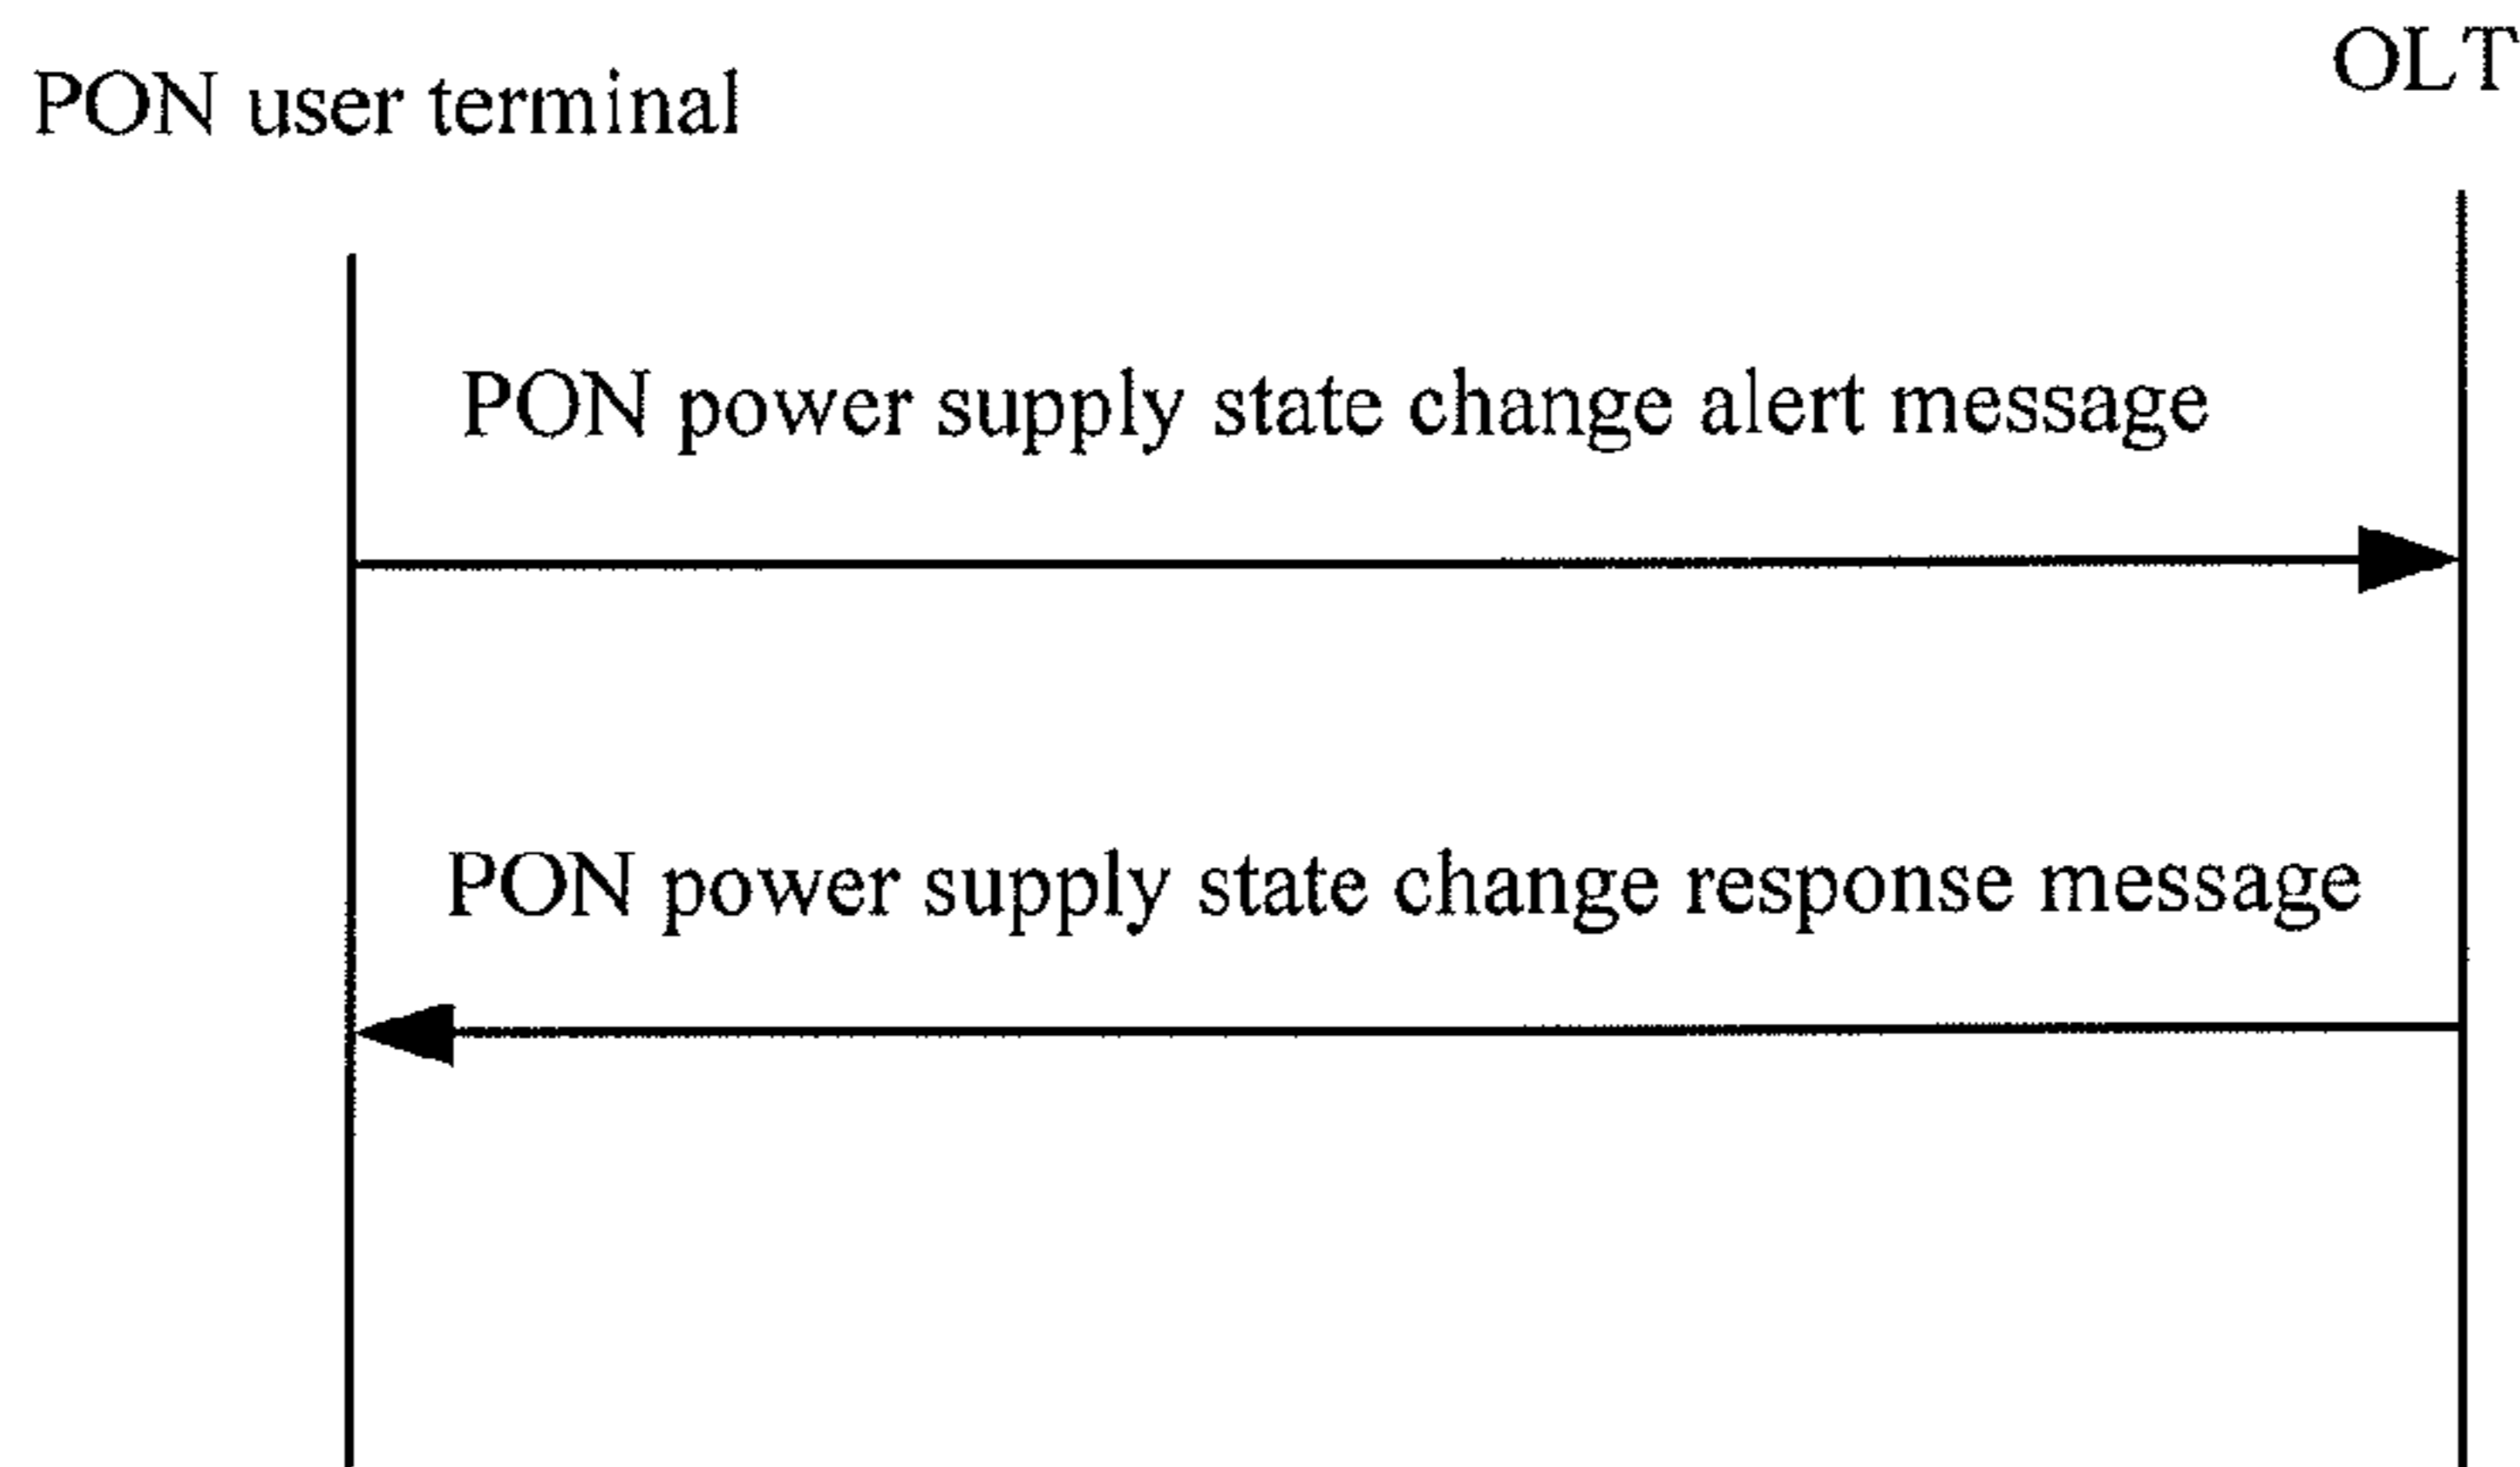 PON user terminal
OLT
PON power supply state change alert message
PON power supply state change response message